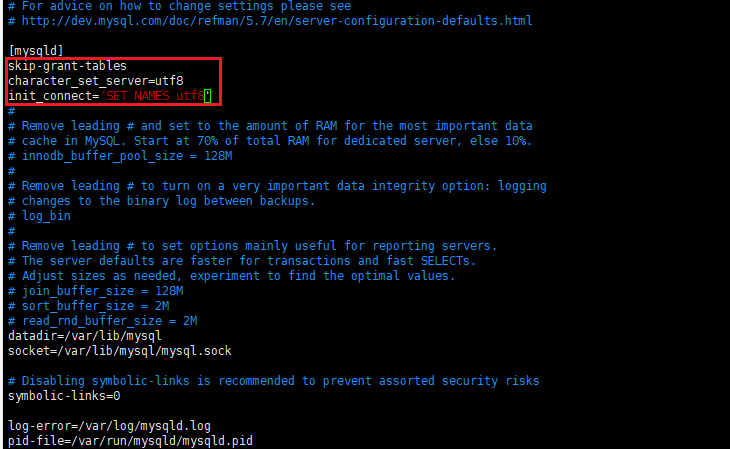 # For advice on how to change settings please see
# http://dev.mysql.com/doc/refman/5.7/en/server-configuration-defaults.html
[mysqld]
skip-grant-tables
character_set_server=utf8
init_connect='SET NAMES utf8'
#
# Remove leading # and set to the amount of RAM for the most important data
# cache in MySQL. Start at 70% of total RAM for dedicated server, else 10%.
# innodb_buffer_pool_size = 128M
#
# Remove leading # to turn on a very important data integrity option: logging
# changes to the binary log between backups.
# log_bin
#
# Remove leading # to set options mainly useful for reporting servers.
# The server defaults are faster for transactions and fast SELECTs.
# Adjust sizes as needed, experiment to find the optimal values.
# join_buffer_size = 128M
# sort_buffer_size = 2M
# read_rnd_buffer_size = 2M
datadir=/var/lib/mysql
socket=/var/lib/mysql/mysql.sock
# Disabling symbolic-links is recommended to prevent assorted security risks
symbolic-links=0
log-error=/var/log/mysqld.log
pid-file=/var/run/mysqld/mysqld.pid